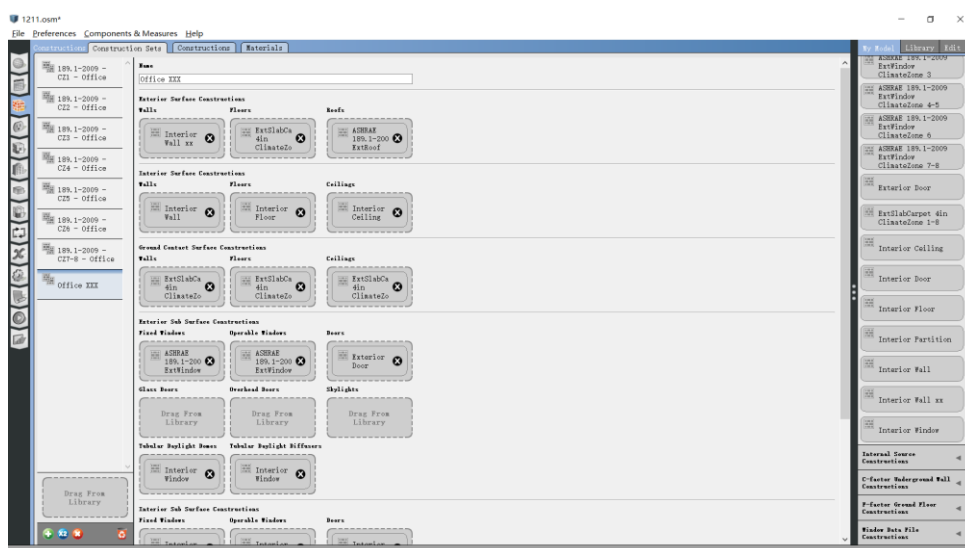 1211.osm*
File Preferences Components & Measures Help
Constructions Construction Sets Constructions Materials
My Model Library Edit
189.1-2009 -
CZ1 - Office
189.1-2009 -
CZ2 - Office
189.1-2009 -
CZ3 - Office
189.1-2009 -
CZ4 - Office
189.1-2009 -
CZ5 - Office
189.1-2009 -
CZ6 - Office
189.1-2009 -
CZ7-8 - Office
Office XXX
Drag From
Library
Name
Office XXX
Exterior Surface Constructions
Walls Floors Roofs
Interior
Wall xx
ExtSlabCa
4in
ClimateZo
ASHRAE
189.1-200
ExtRoof
Interior Surface Constructions
Walls Floors Ceilings
Interior
Wall
Interior
Floor
Interior
Ceiling
Ground Contact Surface Constructions
Walls Floors Ceilings
ExtSlabCa
4in
ClimateZo
ExtSlabCa
4in
ClimateZo
ExtSlabCa
4in
ClimateZo
Exterior Sub Surface Constructions
Fixed Windows Operable Windows Doors
ASHRAE
189.1-200
ExtWindow
ASHRAE
189.1-200
ExtWindow
Exterior
Door
Glass Doors Overhead Doors Skylights
Drag From
Library
Drag From
Library
Drag From
Library
Tubular Daylight Domes Tubular Daylight Diffusers
Interior
Window
Interior
Window
Interior Sub Surface Constructions
Fixed Windows Operable Windows Doors
ASHRAE 189.1-2009
ExtWindow
ClimateZone 3
ASHRAE 189.1-2009
ExtWindow
ClimateZone 4-5
ASHRAE 189.1-2009
ExtWindow
ClimateZone 6
ASHRAE 189.1-2009
ExtWindow
ClimateZone 7-8
Exterior Door
ExtSlabCarpet 4in
ClimateZone 1-8
Interior Ceiling
Interior Door
Interior Floor
Interior Partition
Interior Wall
Interior Wall xx
Interior Window
Internal Source
Constructions
C-factor Underground Wall
Constructions
F-factor Ground Floor
Constructions
Window Data File
Constructions